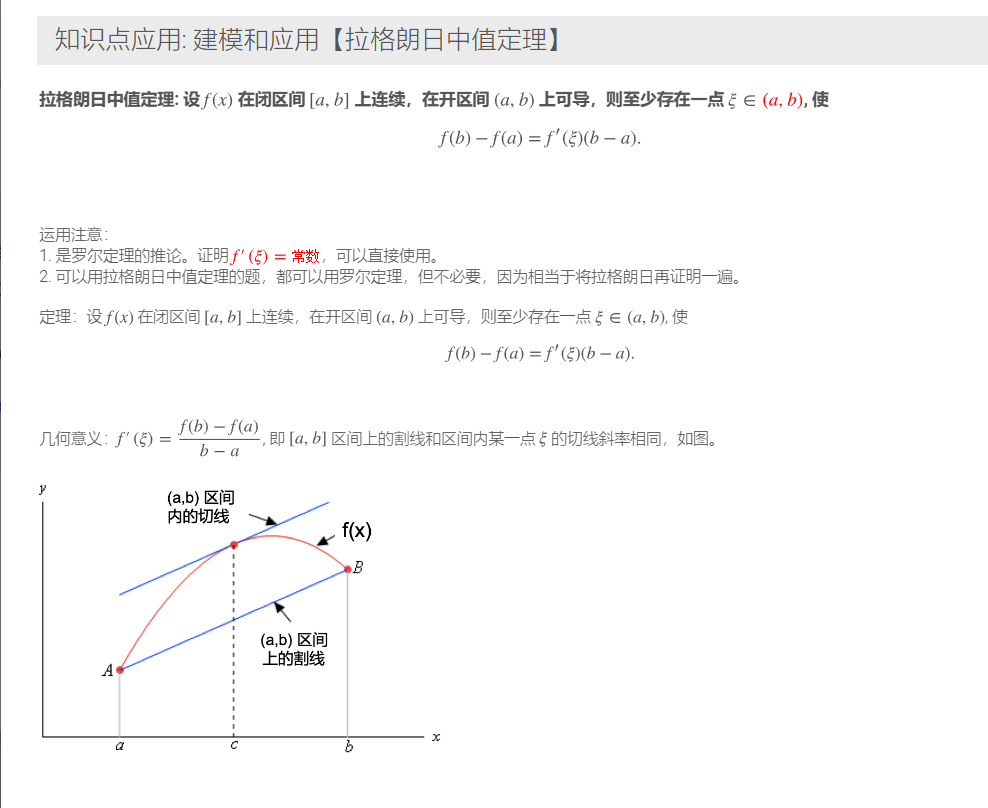 知识点应用: 建模和应用【拉格朗日中值定理】
拉格朗日中值定理: 设 f(x) 在闭区间 [a, b] 上连续，在开区间 (a, b) 上可导，则至少存在一点 ξ ∈ (a, b), 使
f(b) − f(a) = f′(ξ)(b − a).
运用注意：
1. 是罗尔定理的推论。证明 f′(ξ) = 常数，可以直接使用。
2. 可以用拉格朗日中值定理的题，都可以用罗尔定理，但不必要，因为相当于将拉格朗日再证明一遍。
定理：设 f(x) 在闭区间 [a, b] 上连续，在开区间 (a, b) 上可导，则至少存在一点 ξ ∈ (a, b), 使
f(b) − f(a) = f′(ξ)(b − a).
几何意义: f′(ξ) = \frac{f(b) − f(a)}{b − a}, 即 [a, b] 区间上的割线和区间内某一点 ξ 的切线斜率相同，如图。
y
(a,b) 区间
内的切线
f(x)
B
(a,b) 区间
上的割线
A
a
c
b
x